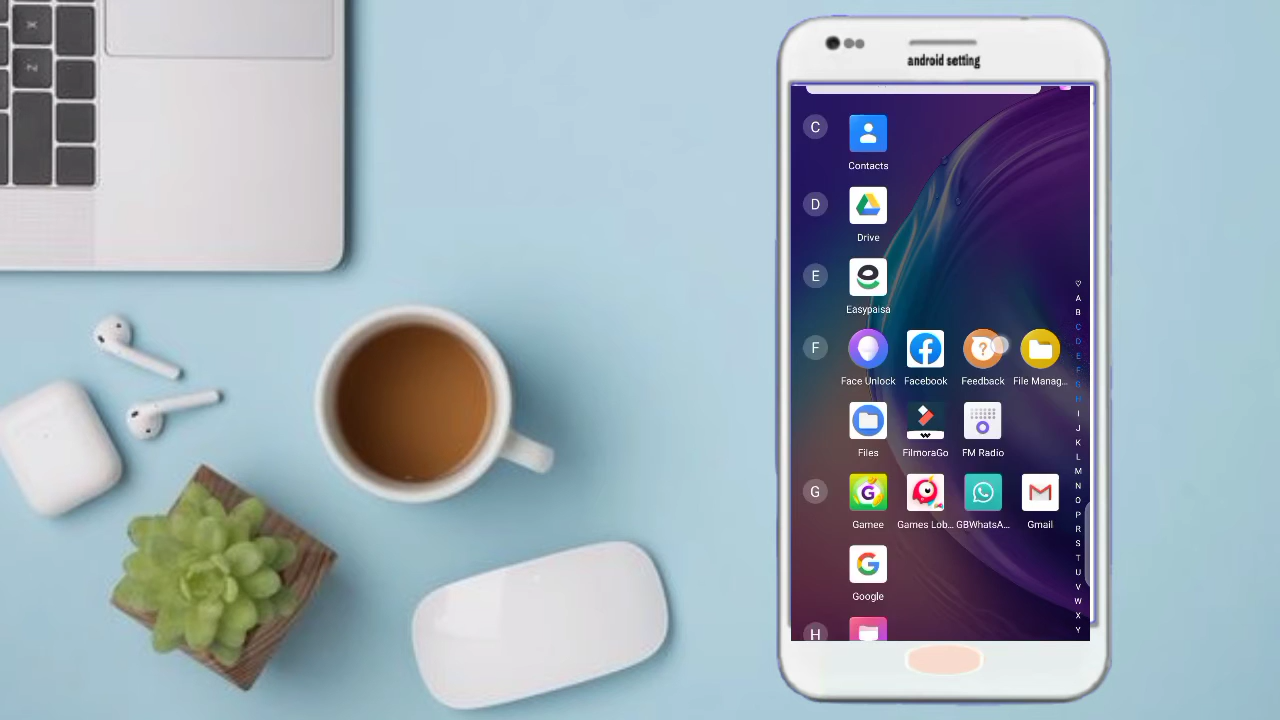 X
Z
android setting
C
Contacts
D
Drive
E
Easypaisa
F
Face Unlock Facebook Feedback File Manag...
Files FilmoraGo FM Radio
G
Gamee Games Lob... GBWhatsA... Gmail
Google
H
A
B
C
D
E
F
G
H
I
J
K
L
M
N
O
P
R
S
T
U
V
W
X
Y